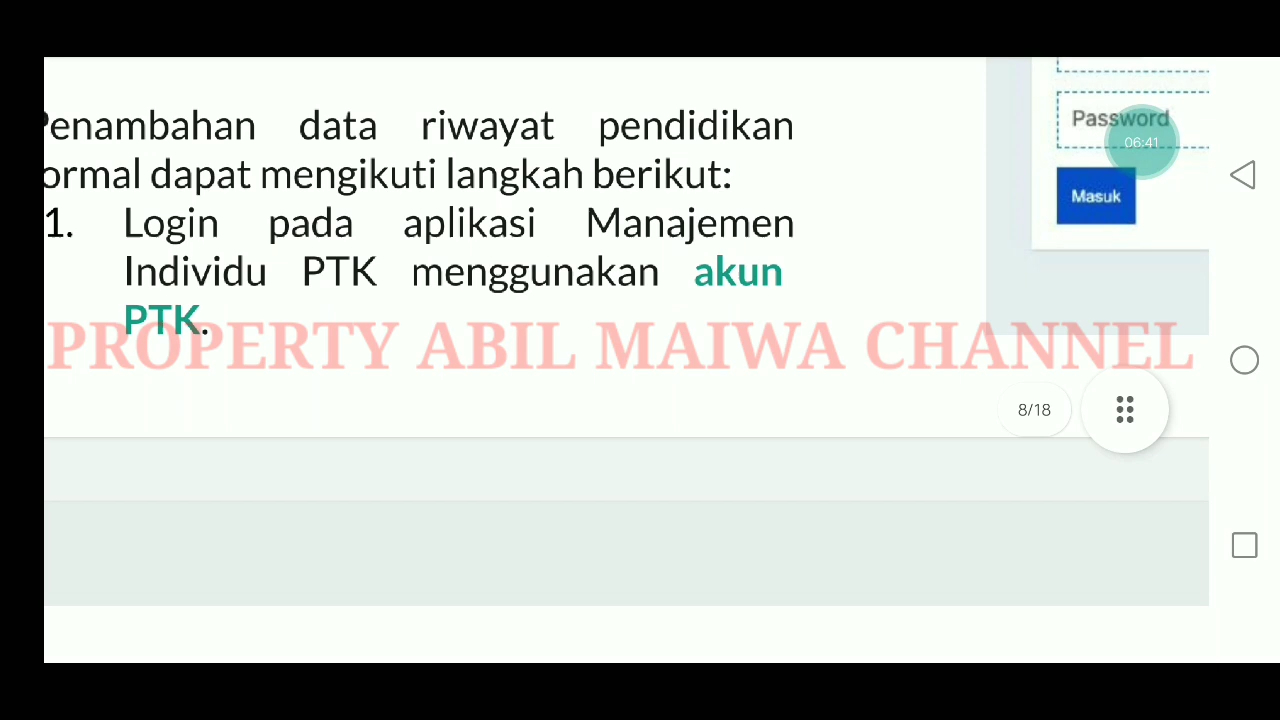 Penambahan data riwayat pendidikan
ormal dapat mengikuti langkah berikut:
1. Login pada aplikasi Manajemen
Individu PTK menggunakan akun
PTK.
Password
06:41
Masuk
PROPERTY ABIL MAIWA CHANNEL
8/18